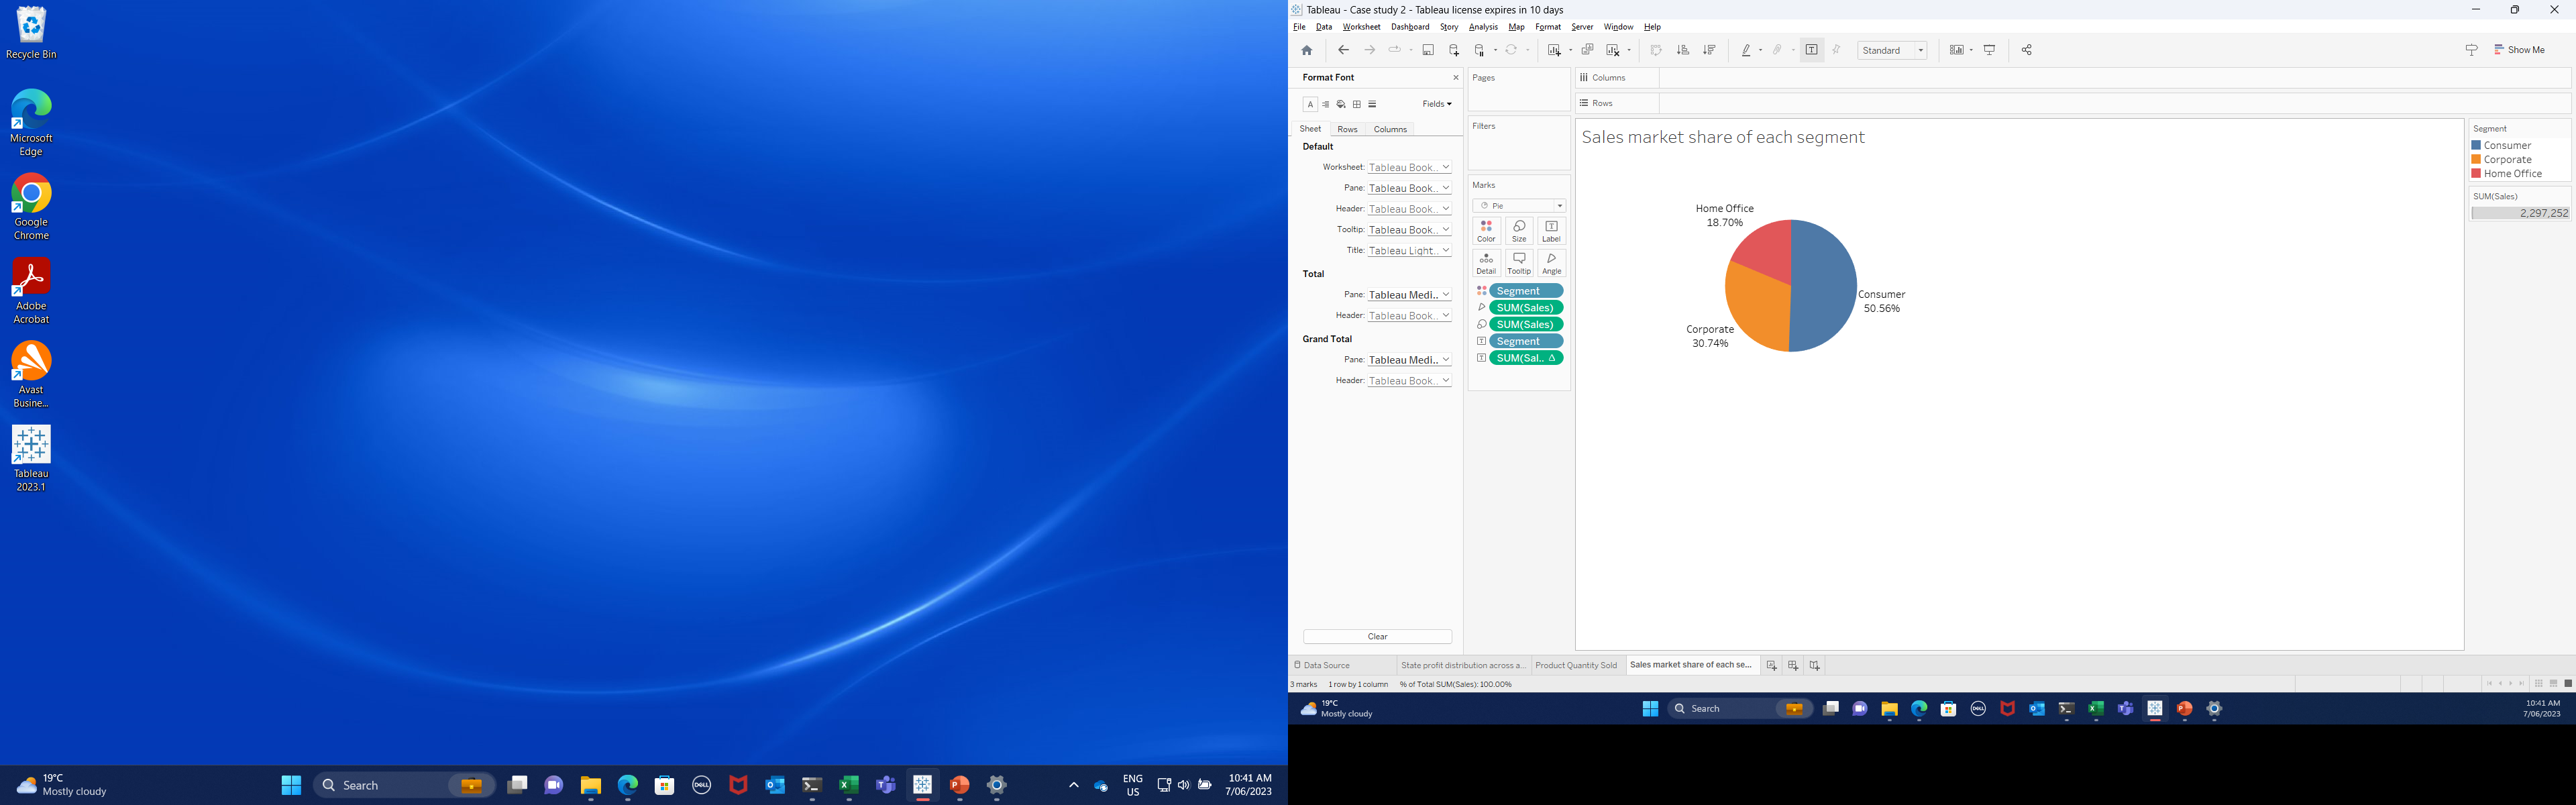 Recycle Bin
Microsoft
Edge
Google
Chrome
Adobe
Acrobat
Avast
Busine...
Tableau
2023.1
19°C
Mostly cloudy
Search
DELL
ENG
US
10:41 AM
7/06/2023
Tableau - Case study 2 - Tableau license expires in 10 days
File Data Worksheet Dashboard Story Analysis Map Format Server Window Help
Standard
Show Me
Format Font
Fields
Sheet Rows Columns
Default
Worksheet: Tableau Book..
Pane: Tableau Book..
Header: Tableau Book..
Tooltip: Tableau Book..
Title: Tableau Light..
Total
Pane: Tableau Medi..
Header: Tableau Book..
Grand Total
Pane: Tableau Medi..
Header: Tableau Book..
Clear
Pages
Filters
Marks
Pie
Color Size Label
Detail Tooltip Angle
Segment
SUM(Sales)
SUM(Sales)
Segment
SUM(Sal.. Δ
Columns
Rows
Sales market share of each segment
Home Office
18.70%
Consumer
50.56%
Corporate
30.74%
Segment
Consumer
Corporate
Home Office
SUM(Sales)
2,297,252
Data Source State profit distribution across a... Product Quantity Sold Sales market share of each se...
3 marks 1 row by 1 column % of Total SUM(Sales): 100.00%
19°C
Mostly cloudy
Search
DELL
10:41 AM
7/06/2023